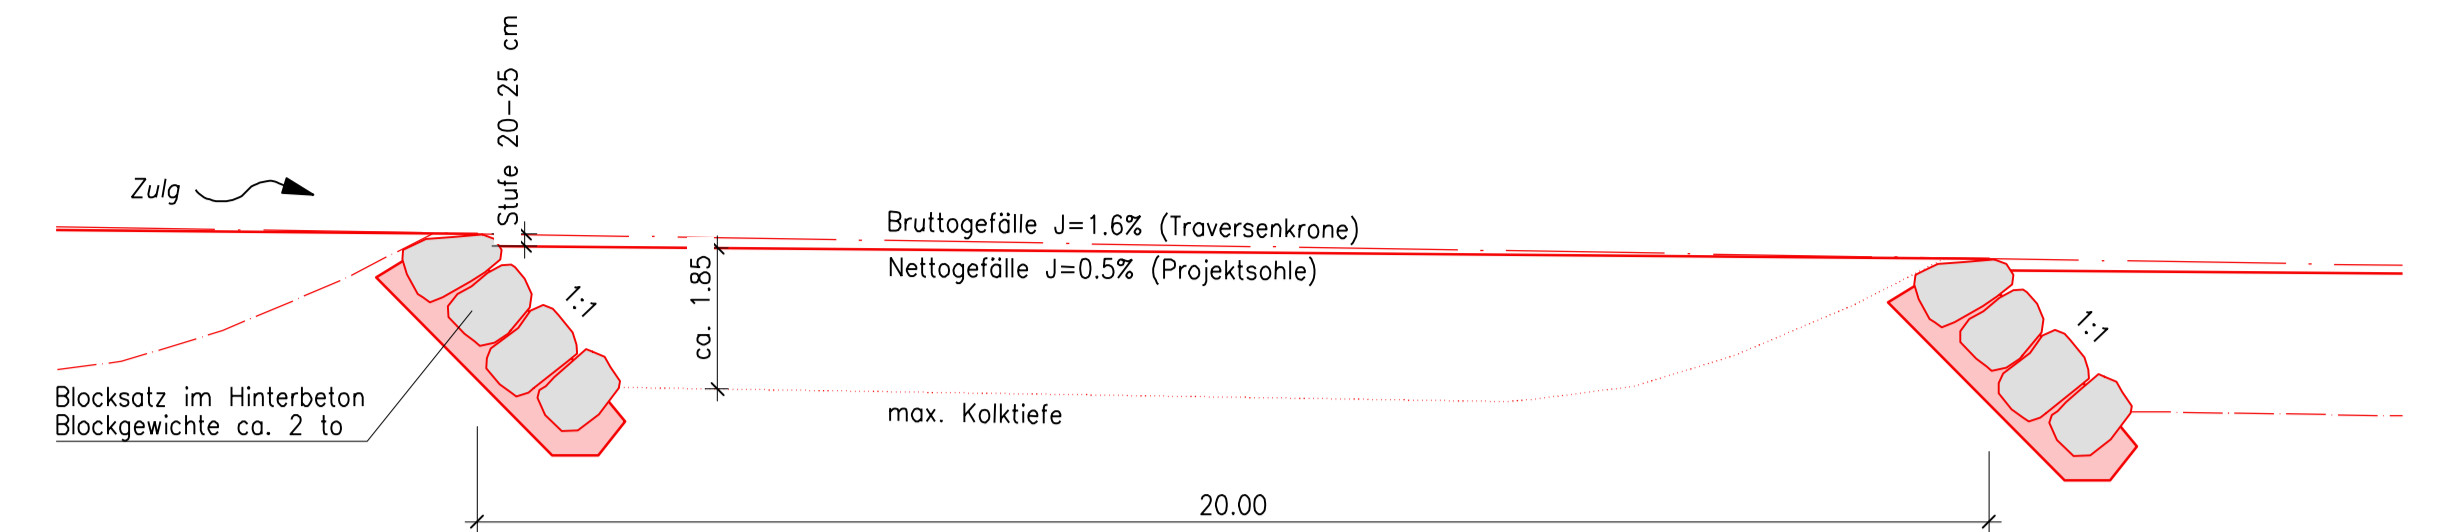 Stufe 20-25 cm
Zulg
Bruttogefälle J=1.6% (Traversenkrone)
Nettogefälle J=0.5% (Projektsohle)
ca. 1.85
1:1
1:1
Blocksatz im Hinterbeton
Blockgewichte ca. 2 to
max. Kolktiefe
20.00